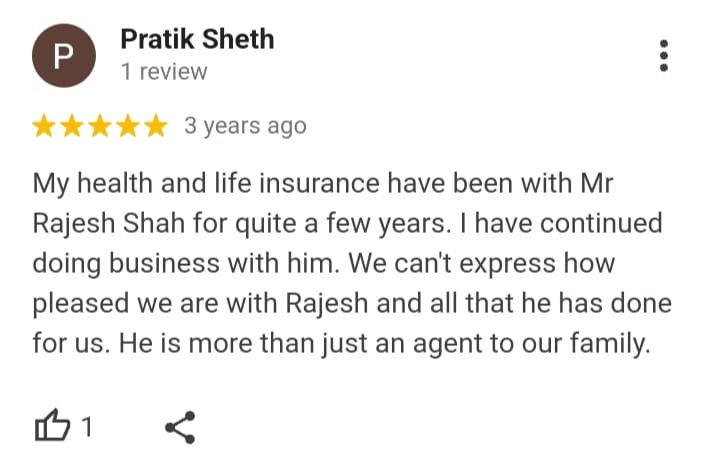 P
Pratik Sheth
1 review
3 years ago
My health and life insurance have been with Mr
Rajesh Shah for quite a few years. I have continued
doing business with him. We can't express how
pleased we are with Rajesh and all that he has done
for us. He is more than just an agent to our family.
1